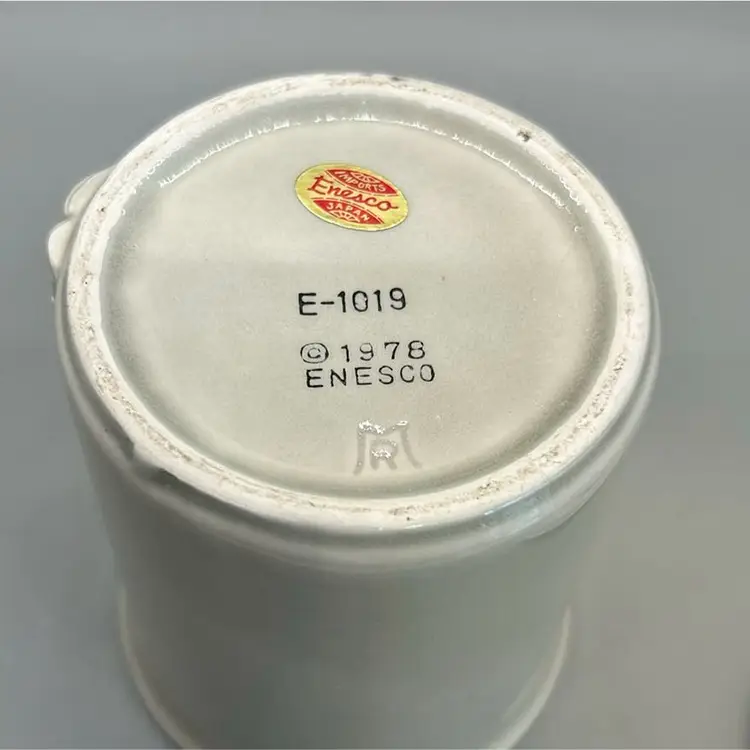 IMPORTS
Enesco
JAPAN
E-1019
© 1978
ENESCO